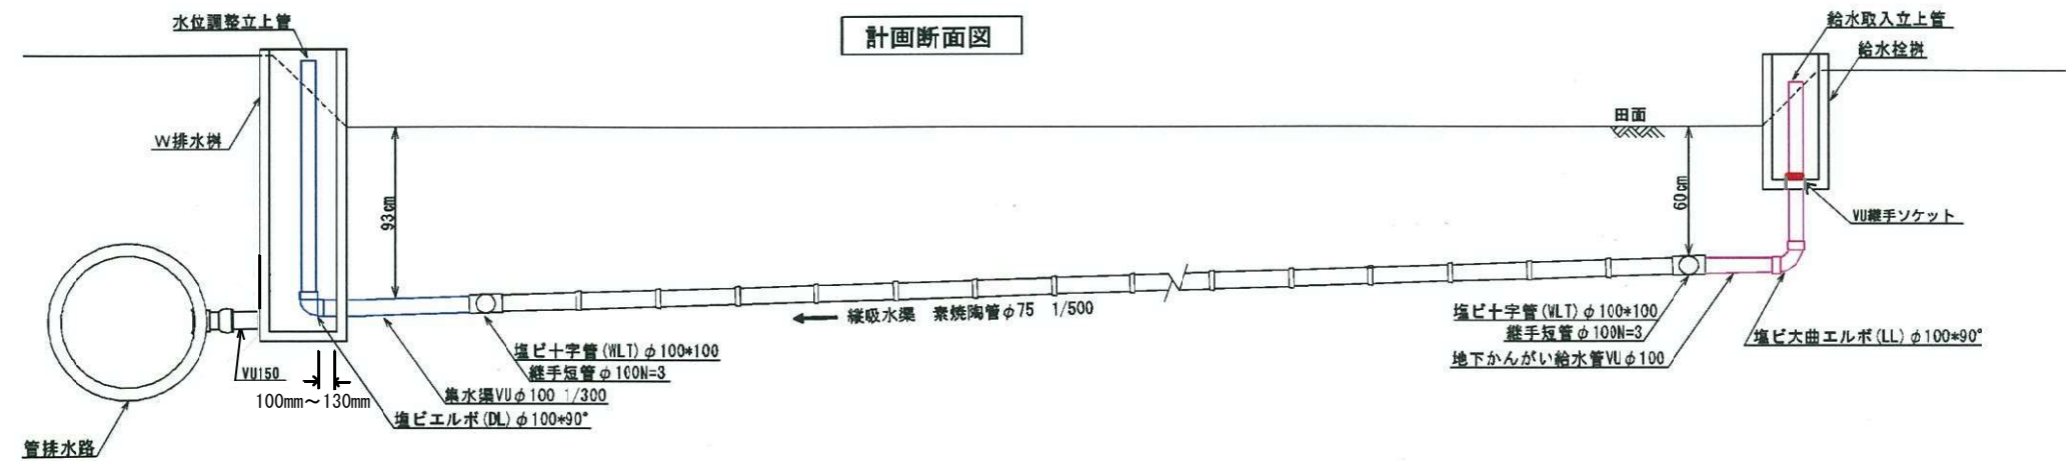 計画断面図
水位調整立上管
給水取入立上管
給水栓桝
田面
W排水桝
93cm
60cm
VU継手ソケット
縦吸水渠 素焼陶管φ75 1/500
塩ビ十字管(WLT)φ100*100
継手短管φ100N=3
地下かんがい給水管VUφ100
塩ビ大曲エルボ(LL)φ100*90°
塩ビ十字管(WLT)φ100*100
継手短管φ100N=3
VU150
100mm～130mm
集水渠VUφ100 1/300
塩ビエルボ(DL)φ100*90°
管排水路